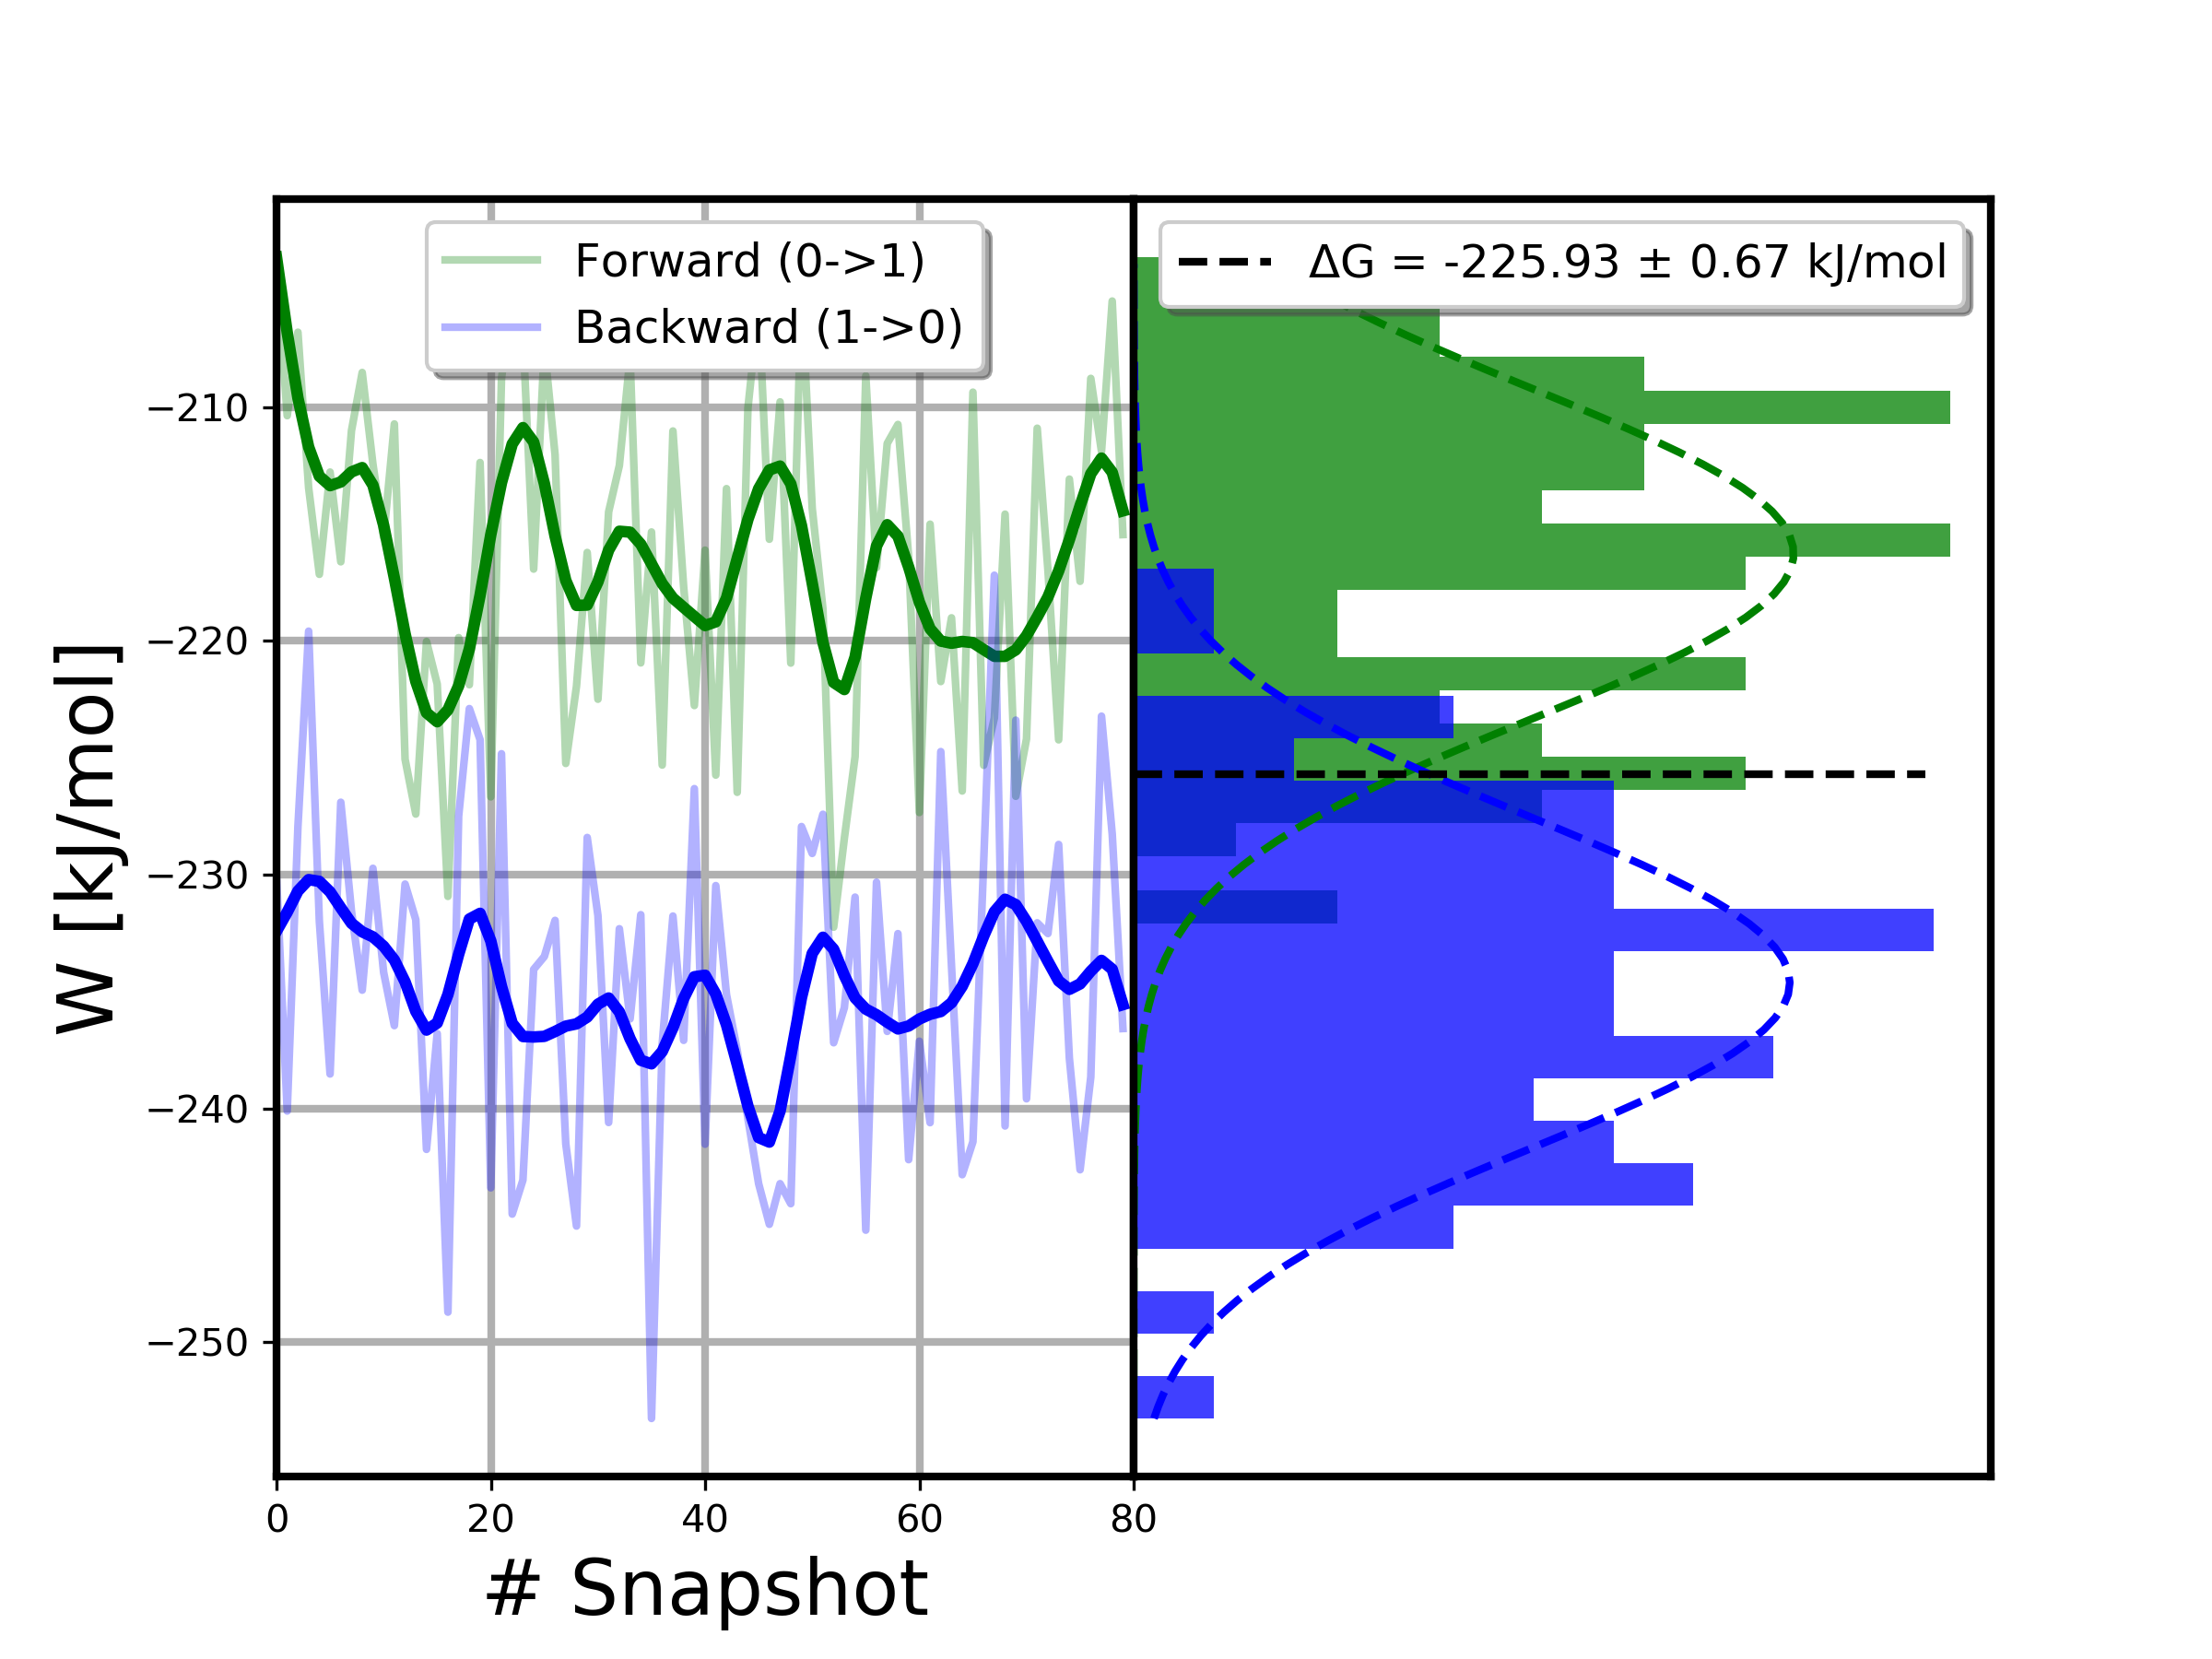 Forward (0->1)
Backward (1->0)
ΔG = -225.93 ± 0.67 kJ/mol
W [kJ/mol]
−210
−220
−230
−240
−250
0 20 40 60 80
# Snapshot